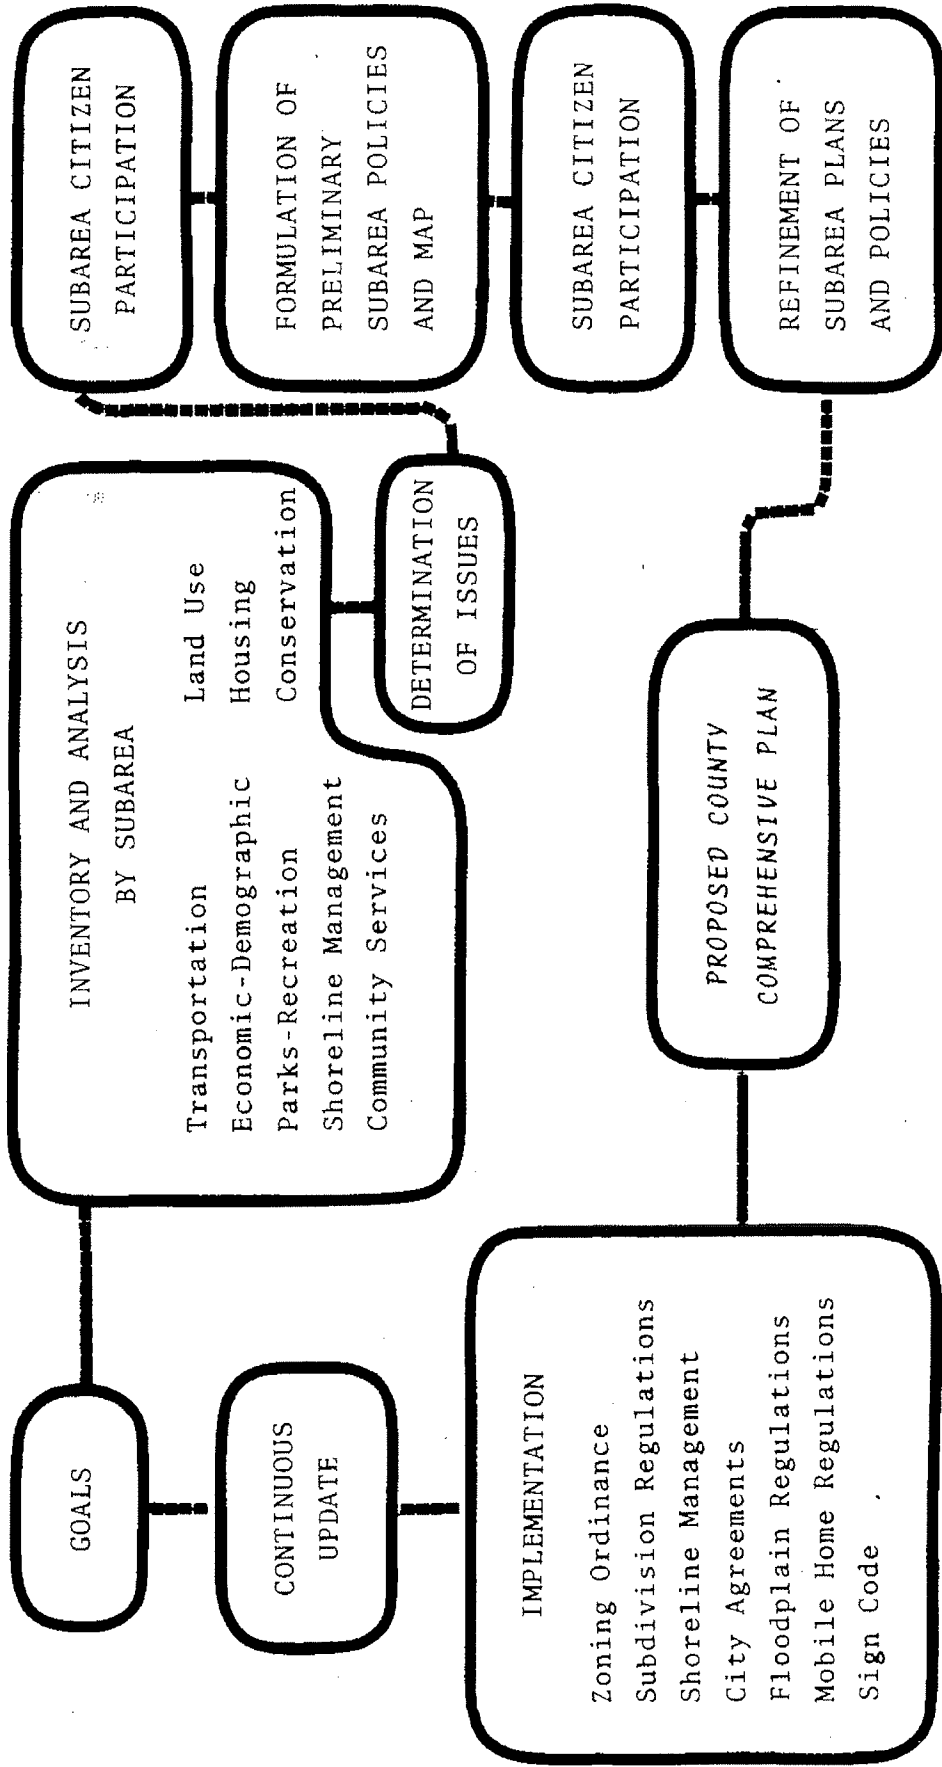 GOALS
INVENTORY AND ANALYSIS
BY SUBAREA
Transportation
Economic-Demographic
Parks-Recreation
Shoreline Management
Community Services
Land Use
Housing
Conservation
DETERMINATION
OF ISSUES
SUBAREA CITIZEN
PARTICIPATION
FORMULATION OF
PRELIMINARY
SUBAREA POLICIES
AND MAP
SUBAREA CITIZEN
PARTICIPATION
REFINEMENT OF
SUBAREA PLANS
AND POLICIES
PROPOSED COUNTY
COMPREHENSIVE PLAN
IMPLEMENTATION
Zoning Ordinance
Subdivision Regulations
Shoreline Management
City Agreements
Floodplain Regulations
Mobile Home Regulations
Sign Code
CONTINUOUS
UPDATE